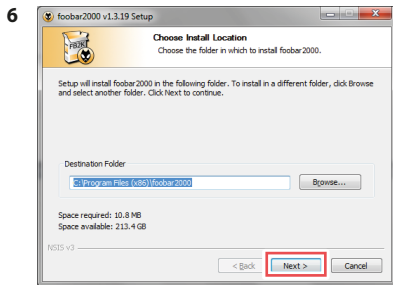 6
foobar2000 v1.3.19 Setup
Choose Install Location
Choose the folder in which to install foobar2000.
Setup will install foobar2000 in the following folder. To install in a different folder, click Browse
and select another folder. Click Next to continue.
Destination Folder
C:\Program Files (x86)\foobar2000
Browse...
Space required: 10.8 MB
Space available: 213.4 GB
NSIS v3
< Back
Next >
Cancel